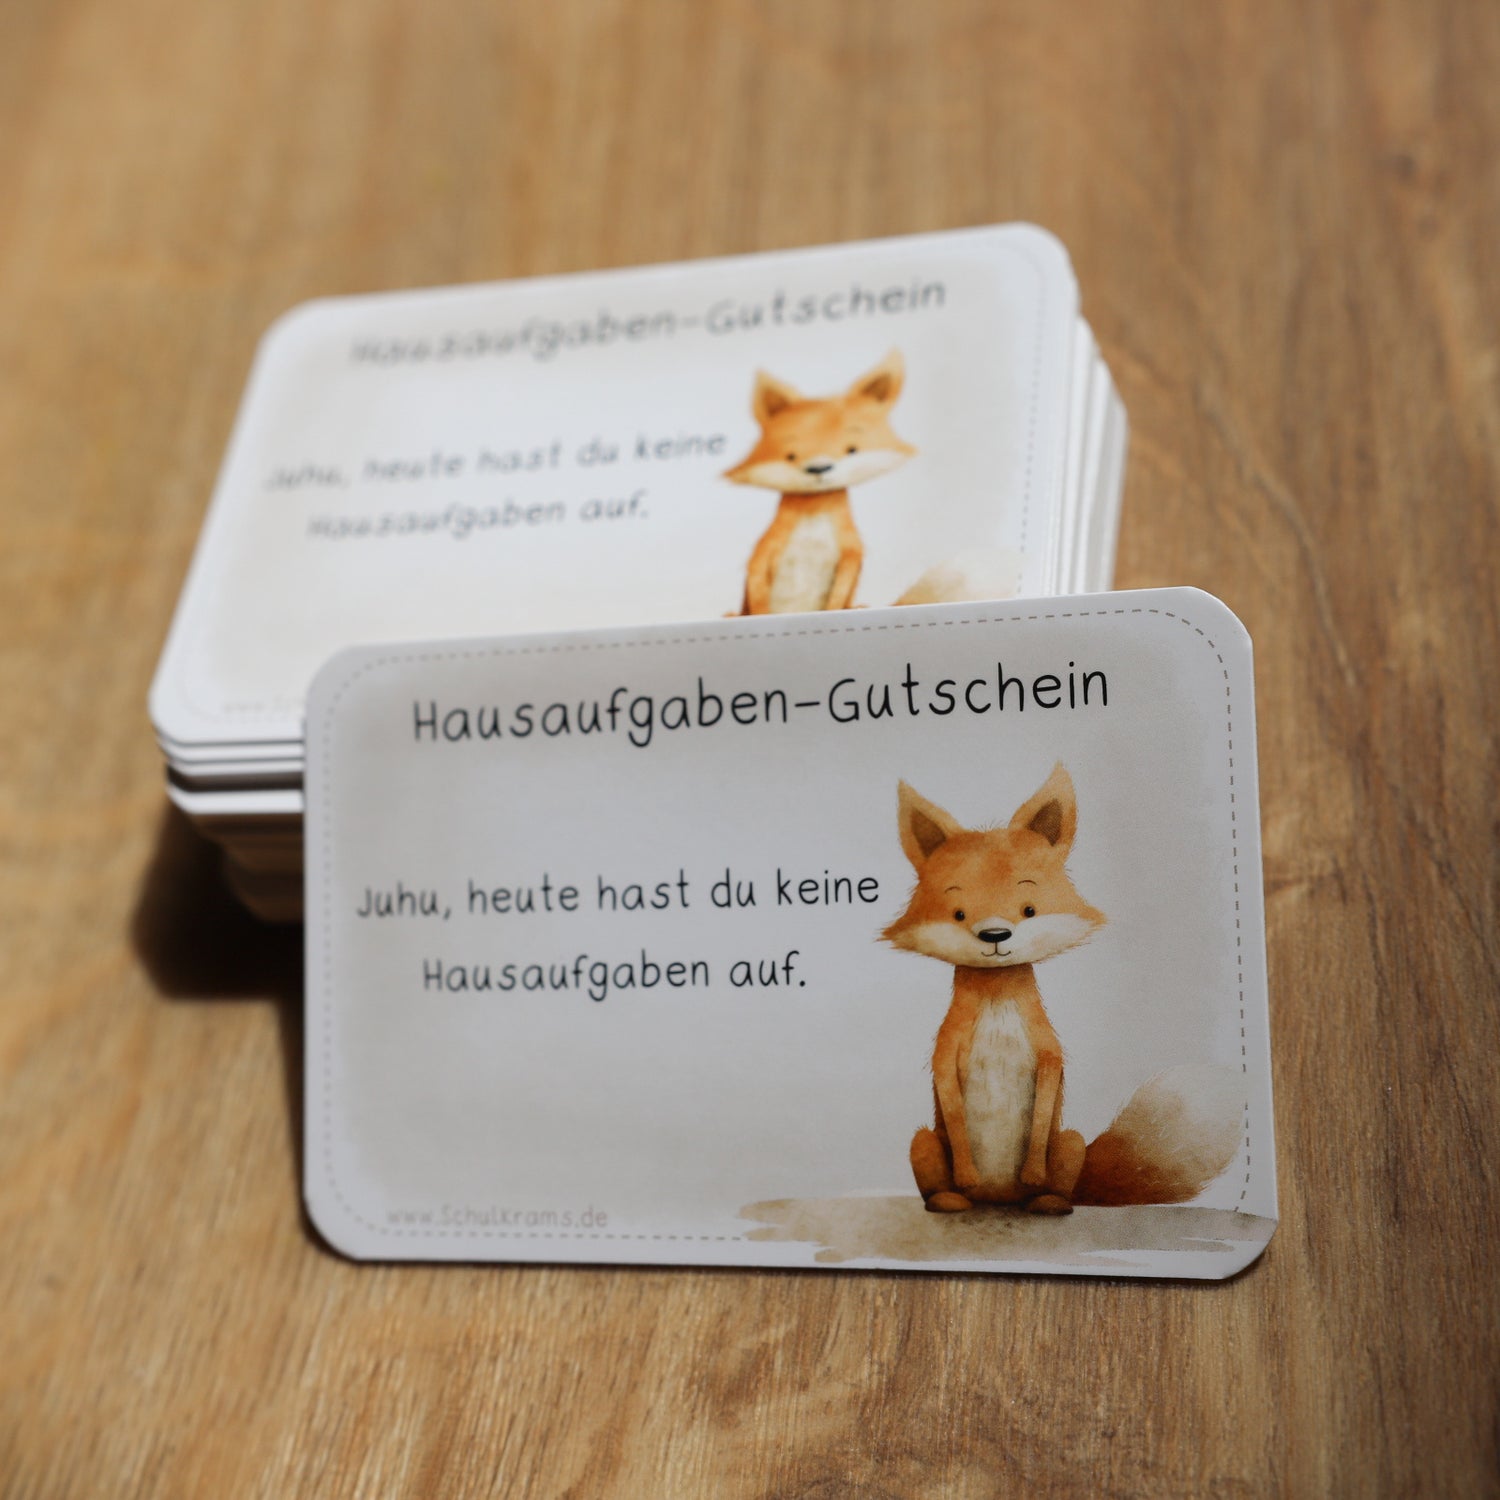 Hausaufgaben-Gutschein
Juhu, heute hast du keine
Hausaufgaben auf.
Hausaufgaben-Gutschein
Juhu, heute hast du keine
Hausaufgaben auf.
www.Schulkrams.de